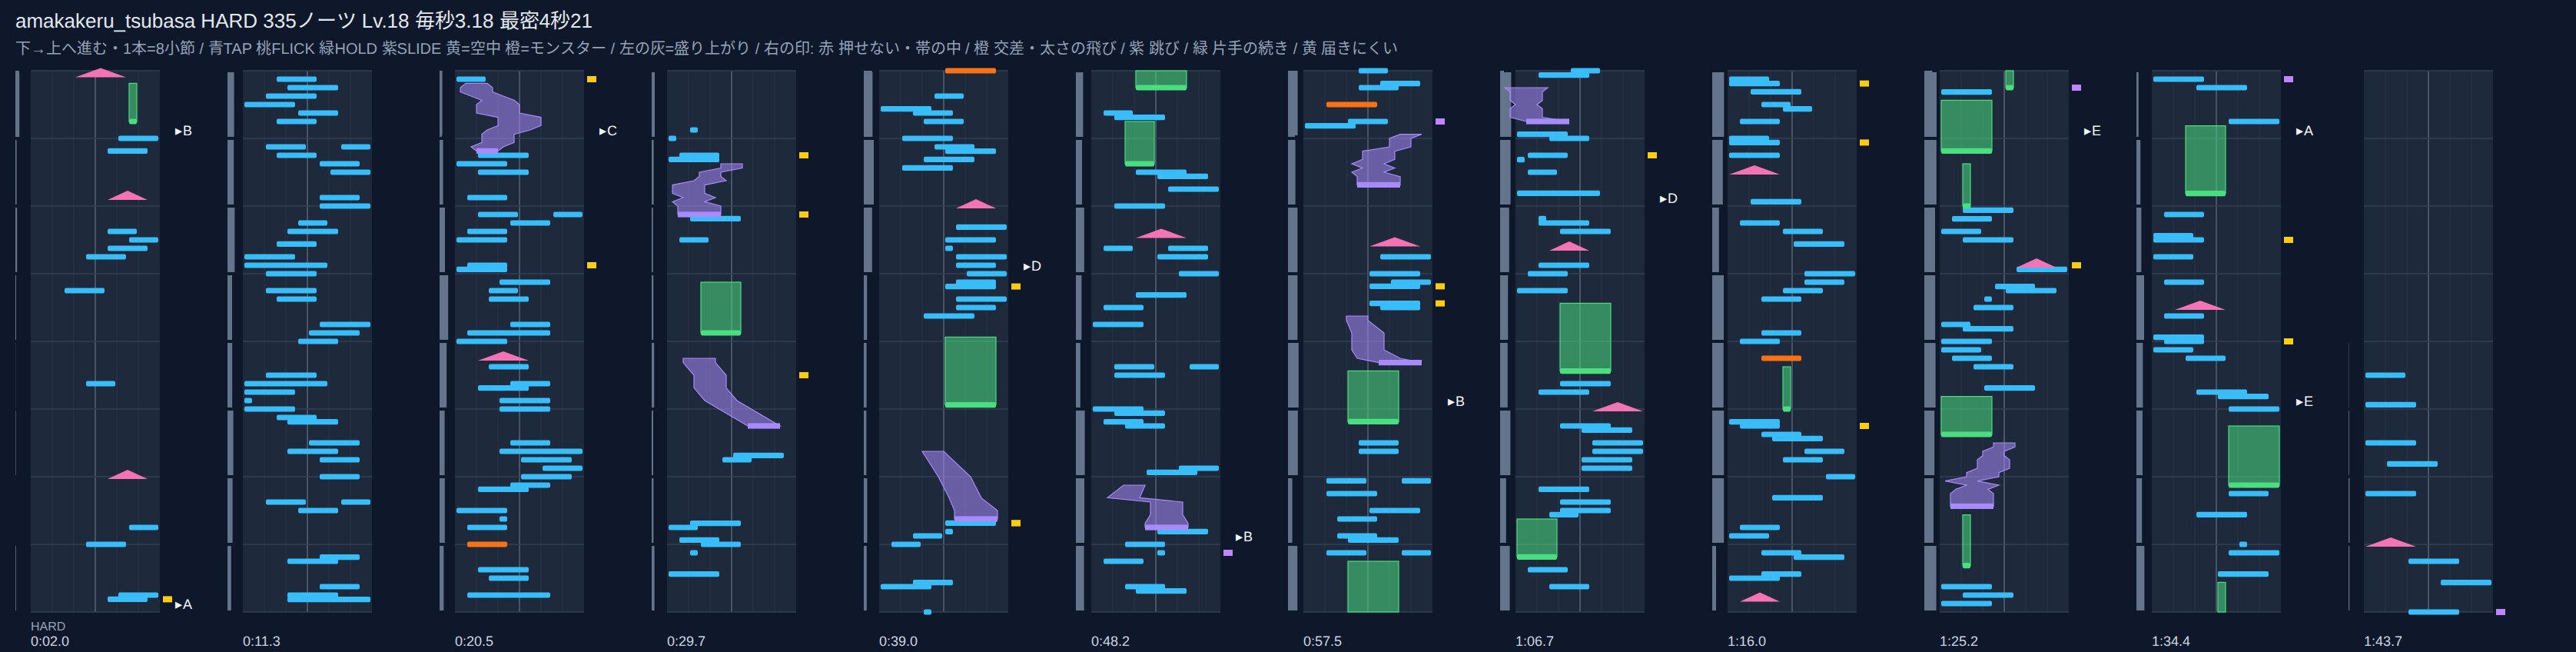 amakakeru_tsubasa HARD 335ノーツ Lv.18 毎秒3.18 最密4秒21
下→上へ進む・1本=8小節 / 青TAP 桃FLICK 緑HOLD 紫SLIDE 黄=空中 橙=モンスター / 左の灰=盛り上がり / 右の印: 赤 押せない・帯の中 / 橙 交差・太さの飛び / 紫 跳び / 緑 片手の続き / 黄 届きにくい
▸B
▸C
▸B
▸E
▸A
▸D
▸D
▸B
▸E
▸B
▸A
HARD
0:02.0
0:11.3
0:20.5
0:29.7
0:39.0
0:48.2
0:57.5
1:06.7
1:16.0
1:25.2
1:34.4
1:43.7